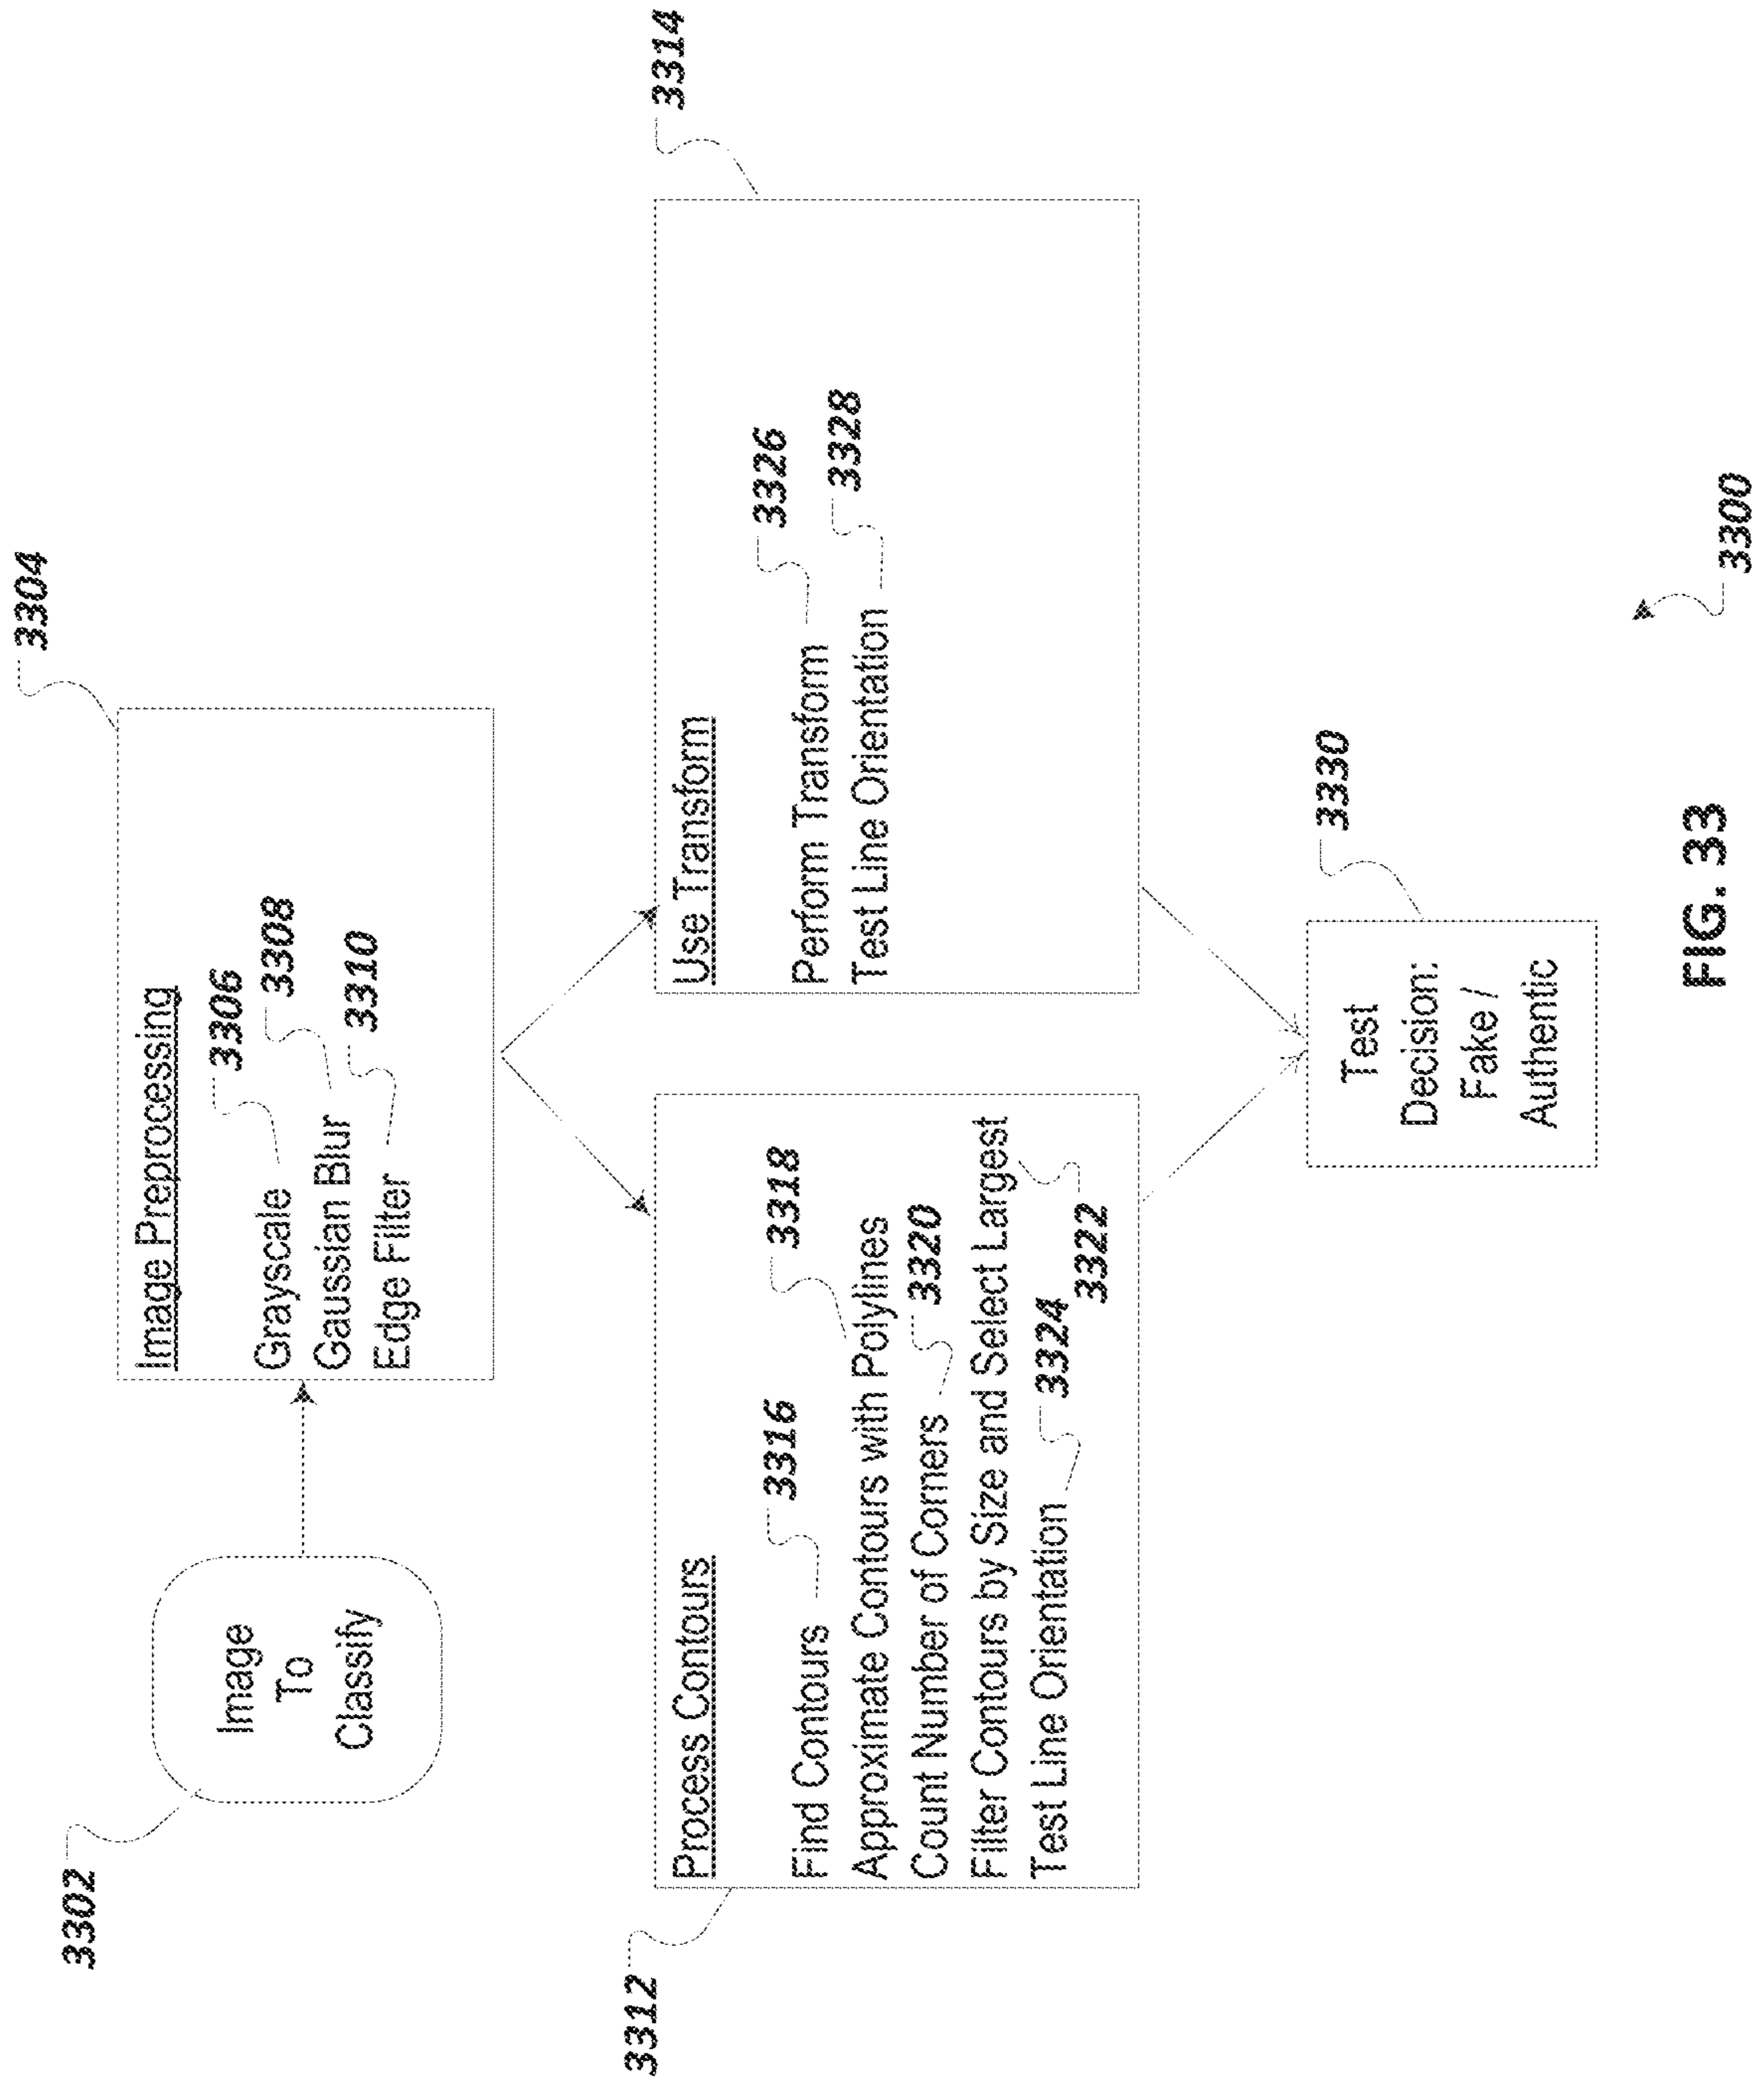 3304
3302
Image
To
Classify
Image Preprocessing
3306
Grayscale
3308
Gaussian Blur
3310
Edge Filter
3312
Process Contours
3316
Find Contours
3318
Approximate Contours with Polylines
Count Number of Corners
3320
Filter Contours by Size and Select Largest
Test Line Orientation
3324
3322
3314
Use Transform
3326
Perform Transform
3328
Test Line Orientation
3330
Test
Decision:
Fake /
Authentic
FIG. 33
3300